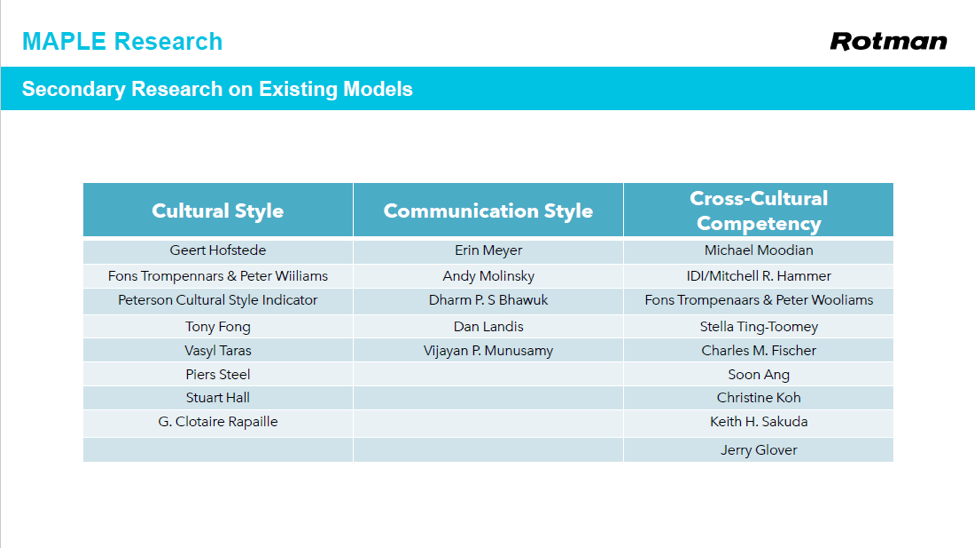 MAPLE Research
Rotman
Secondary Research on Existing Models
Cultural Style
Communication Style
Cross-Cultural
Competency
Geert Hofstede
Erin Meyer
Michael Moodian
Fons Trompennars & Peter Wiiliams
Andy Molinsky
IDI/Mitchell R. Hammer
Peterson Cultural Style Indicator
Dharm P. S Bhawuk
Fons Trompenaars & Peter Wooliams
Tony Fong
Dan Landis
Stella Ting-Toomey
Vasyl Taras
Vijayan P. Munusamy
Charles M. Fischer
Piers Steel
Soon Ang
Stuart Hall
Christine Koh
G. Clotaire Rapaille
Keith H. Sakuda
Jerry Glover